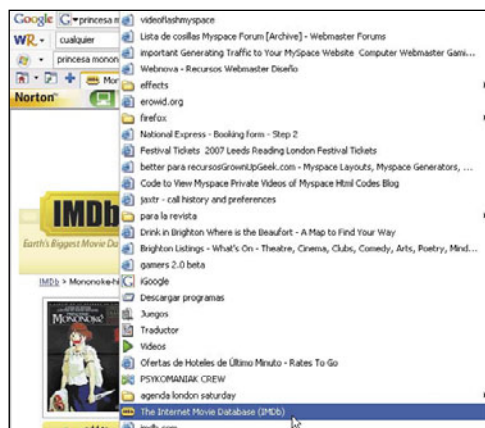 Google G princesa
videoflashmyspace
Lista de cosillas Myspace Forum [Archive] - Webmaster Forums
WR cualquier
important Generating Traffic to Your MySpace Website Computer Webmaster Gami...
princesa monon
Webnova - Recursos Webmaster Diseño
effects
Mor
erowid.org
Norton
firefox
National Express - Booking form - Step 2
Festival Tickets 2007 Leeds Reading London Festival Tickets
better para recursosGrownUpGeek.com - Myspace Layouts, Myspace Generators, ...
Code to View Myspace Private Videos of Myspace Html Codes Blog
jaxtr - call history and preferences
para la revista
IMDb
Drink in Brighton Where is the Beaufort - A Map to Find Your Way
Earth's Biggest Movie Da
Brighton Listings - What's On - Theatre, Cinema, Clubs, Comedy, Arts, Poetry, Mind...
gamers 2.0 beta
IMDb > Mononoke-hi
iGoogle
Descargar programas
Juegos
MONONOKE
Traductor
Videos
Ofertas de Hoteles de Último Minuto - Rates To Go
PSYKOMANIAK CREW
agenda london saturday
The Internet Movie Database (IMDb)
imdb.com